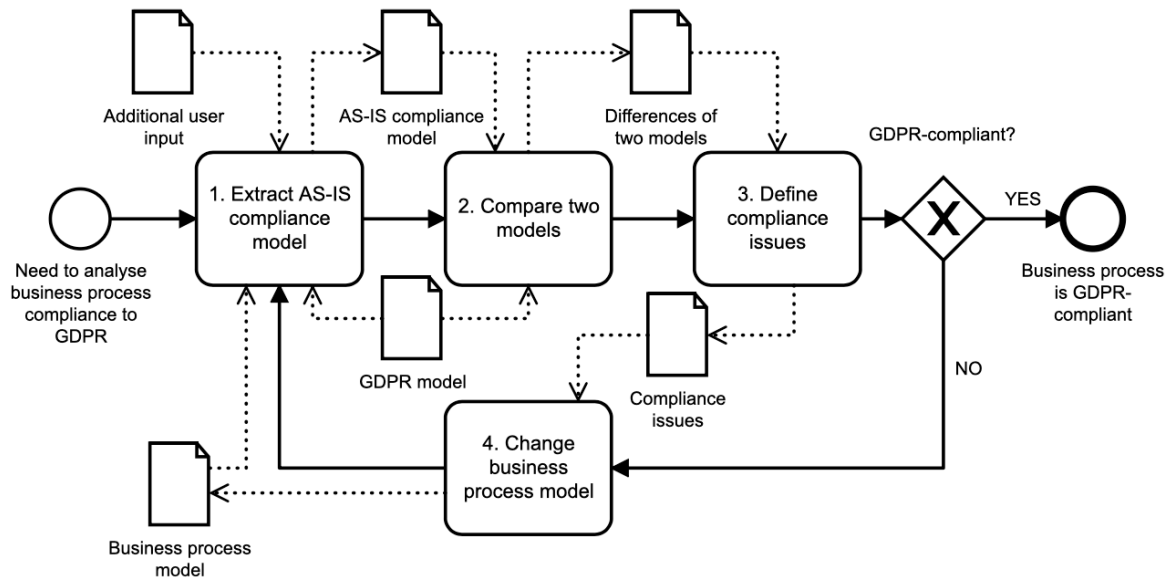 Additional user
input
AS-IS compliance
model
Differences of
two models
GDPR-compliant?
1. Extract AS-IS
compliance
model
2. Compare two
models
3. Define
compliance
issues
X
YES
Need to analyse
business process
compliance to
GDPR
Business process
is GDPR-
compliant
GDPR model
Compliance
issues
NO
4. Change
business
process model
Business process
model